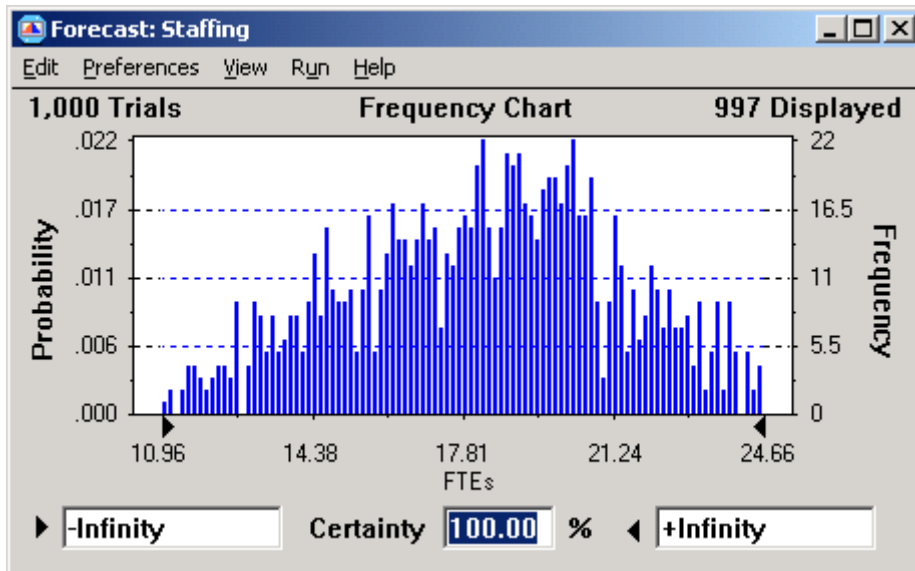 Forecast: Staffing
Edit Preferences View Run Help
1,000 Trials Frequency Chart 997 Displayed
Probability
.022
.017
.011
.006
.000
22
16.5
11
5.5
0
Frequency
10.96 14.38 17.81 21.24 24.66
FTEs
-Infinity Certainty 100.00 % +Infinity